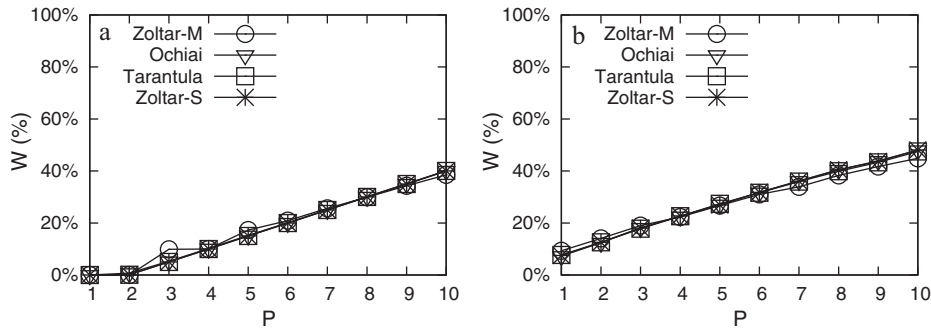 100%
80%
60%
40%
20%
0%
W (%)
a
Zoltar-M
Ochiai
Tarantula
Zoltar-S
1 2 3 4 5 6 7 8 9 10
P
100%
80%
60%
40%
20%
0%
W (%)
b
Zoltar-M
Ochiai
Tarantula
Zoltar-S
1 2 3 4 5 6 7 8 9 10
P